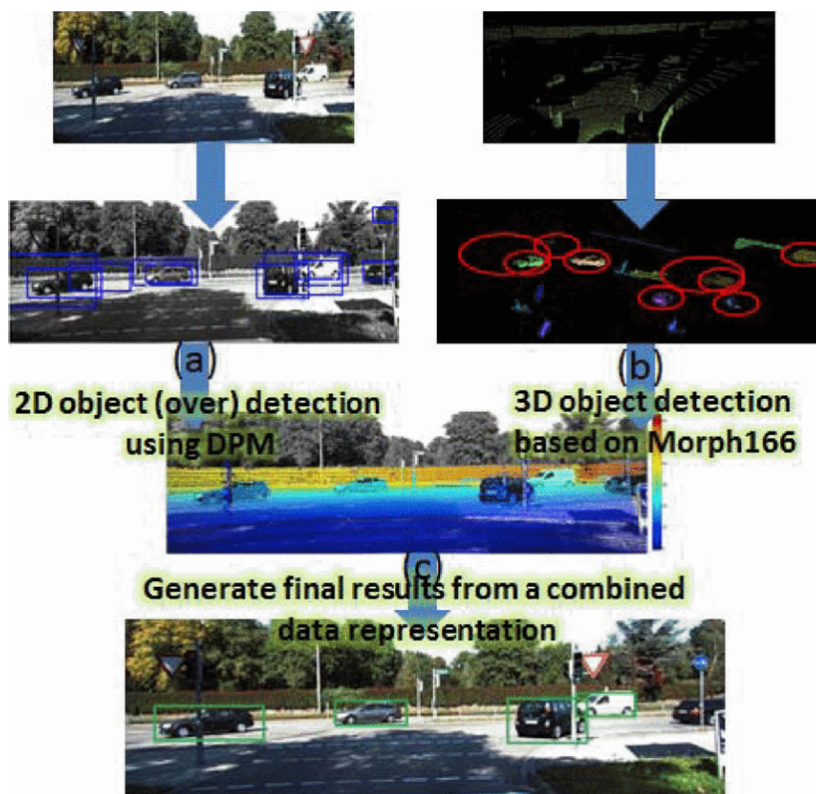 (a)
2D object (over) detection
using DPM
(b)
3D object detection
based on Morph166
(c)
Generate final results from a combined
data representation